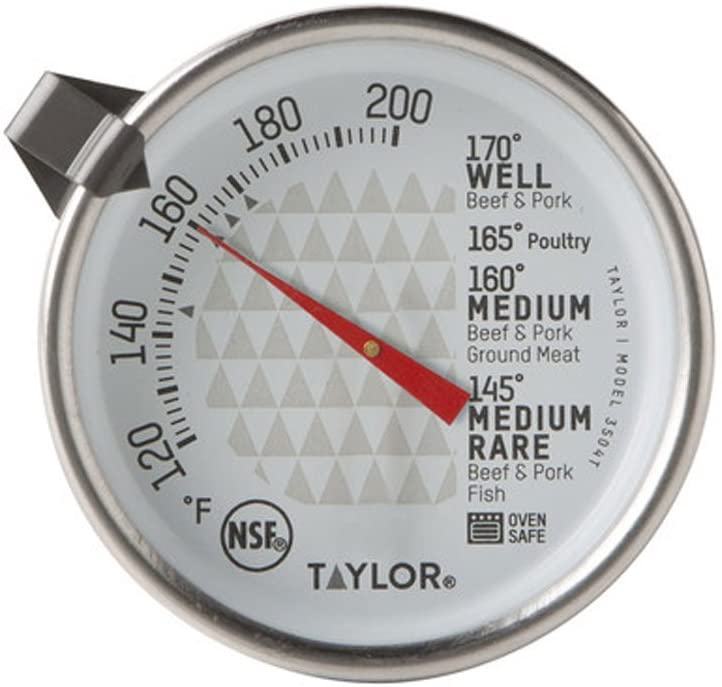 200
180
160
140
120
°F
170°
WELL
Beef & Pork
165° Poultry
160°
MEDIUM
Beef & Pork
Ground Meat
145°
MEDIUM
RARE
Beef & Pork
Fish
OVEN
SAFE
TAYLOR | MODEL 3504T
NSF®
TAYLOR®